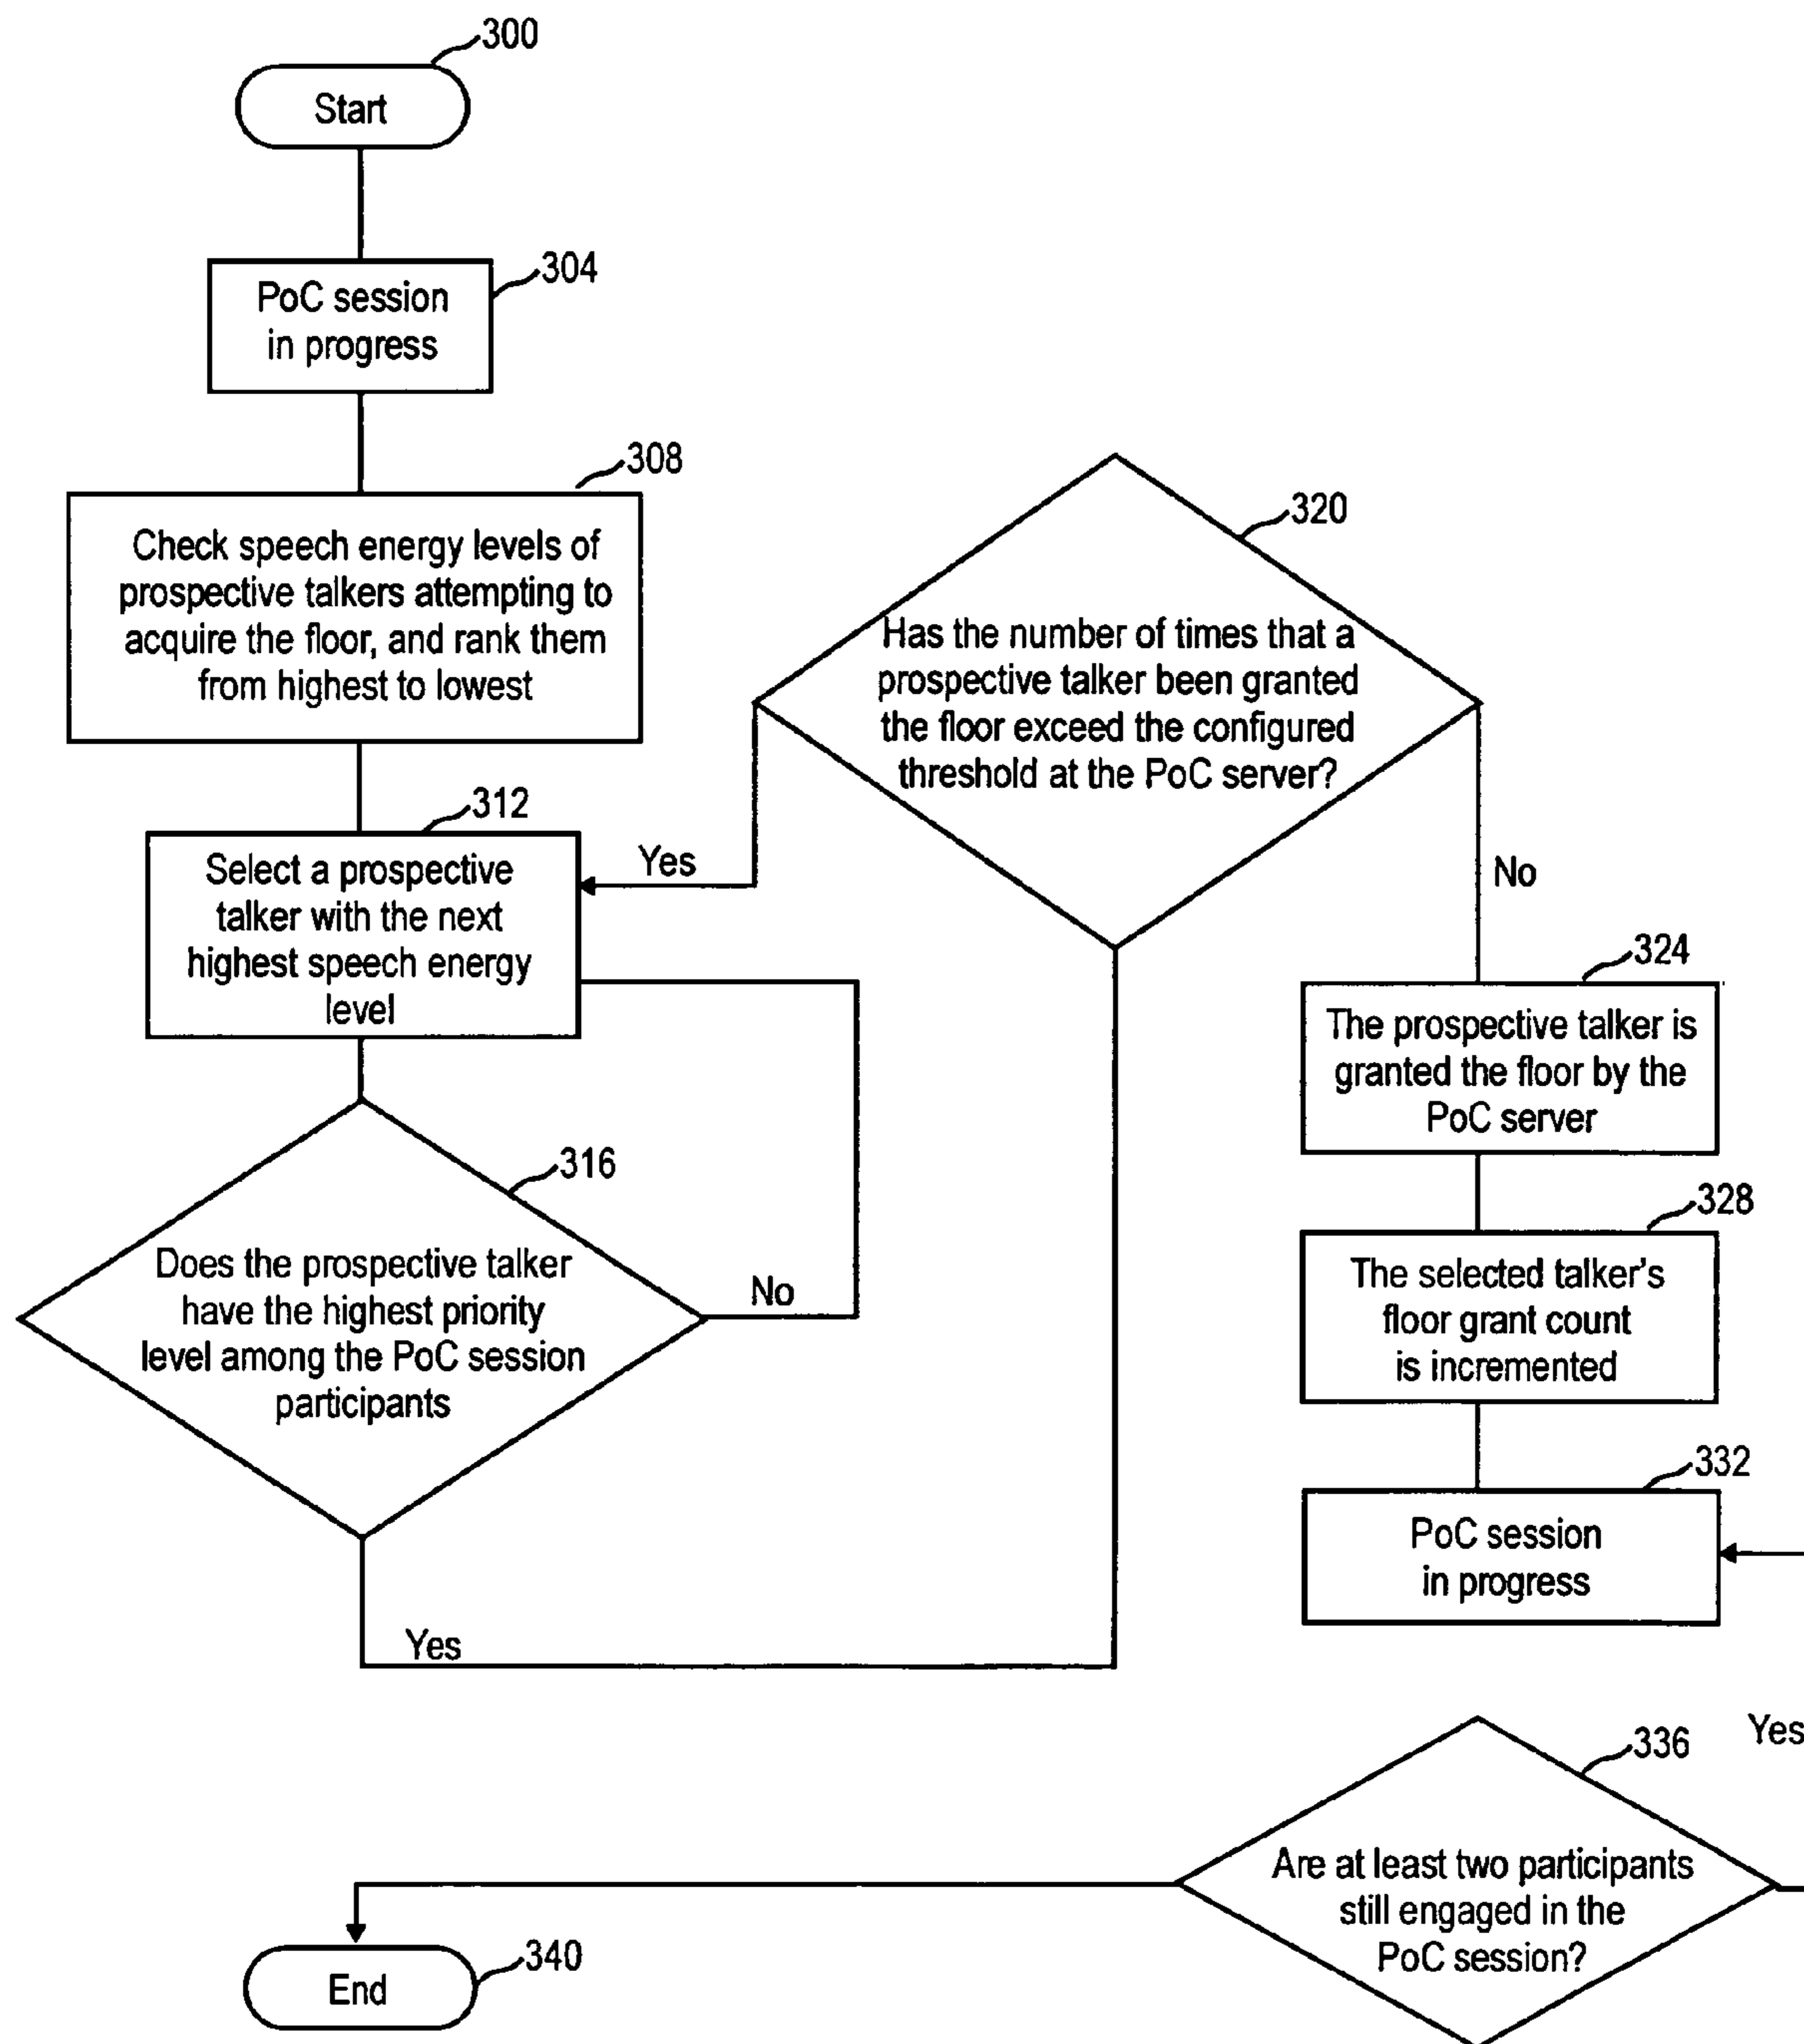 300
Start
304
PoC session
in progress
308
Check speech energy levels of
prospective talkers attempting to
acquire the floor, and rank them
from highest to lowest
312
Select a prospective
talker with the next
highest speech energy
level
316
Does the prospective talker
have the highest priority
level among the PoC session
participants
No
Yes
320
Has the number of times that a
prospective talker been granted
the floor exceed the configured
threshold at the PoC server?
Yes
No
324
The prospective talker is
granted the floor by the
PoC server
328
The selected talker's
floor grant count
is incremented
332
PoC session
in progress
336
Yes
Are at least two participants
still engaged in the
PoC session?
340
End